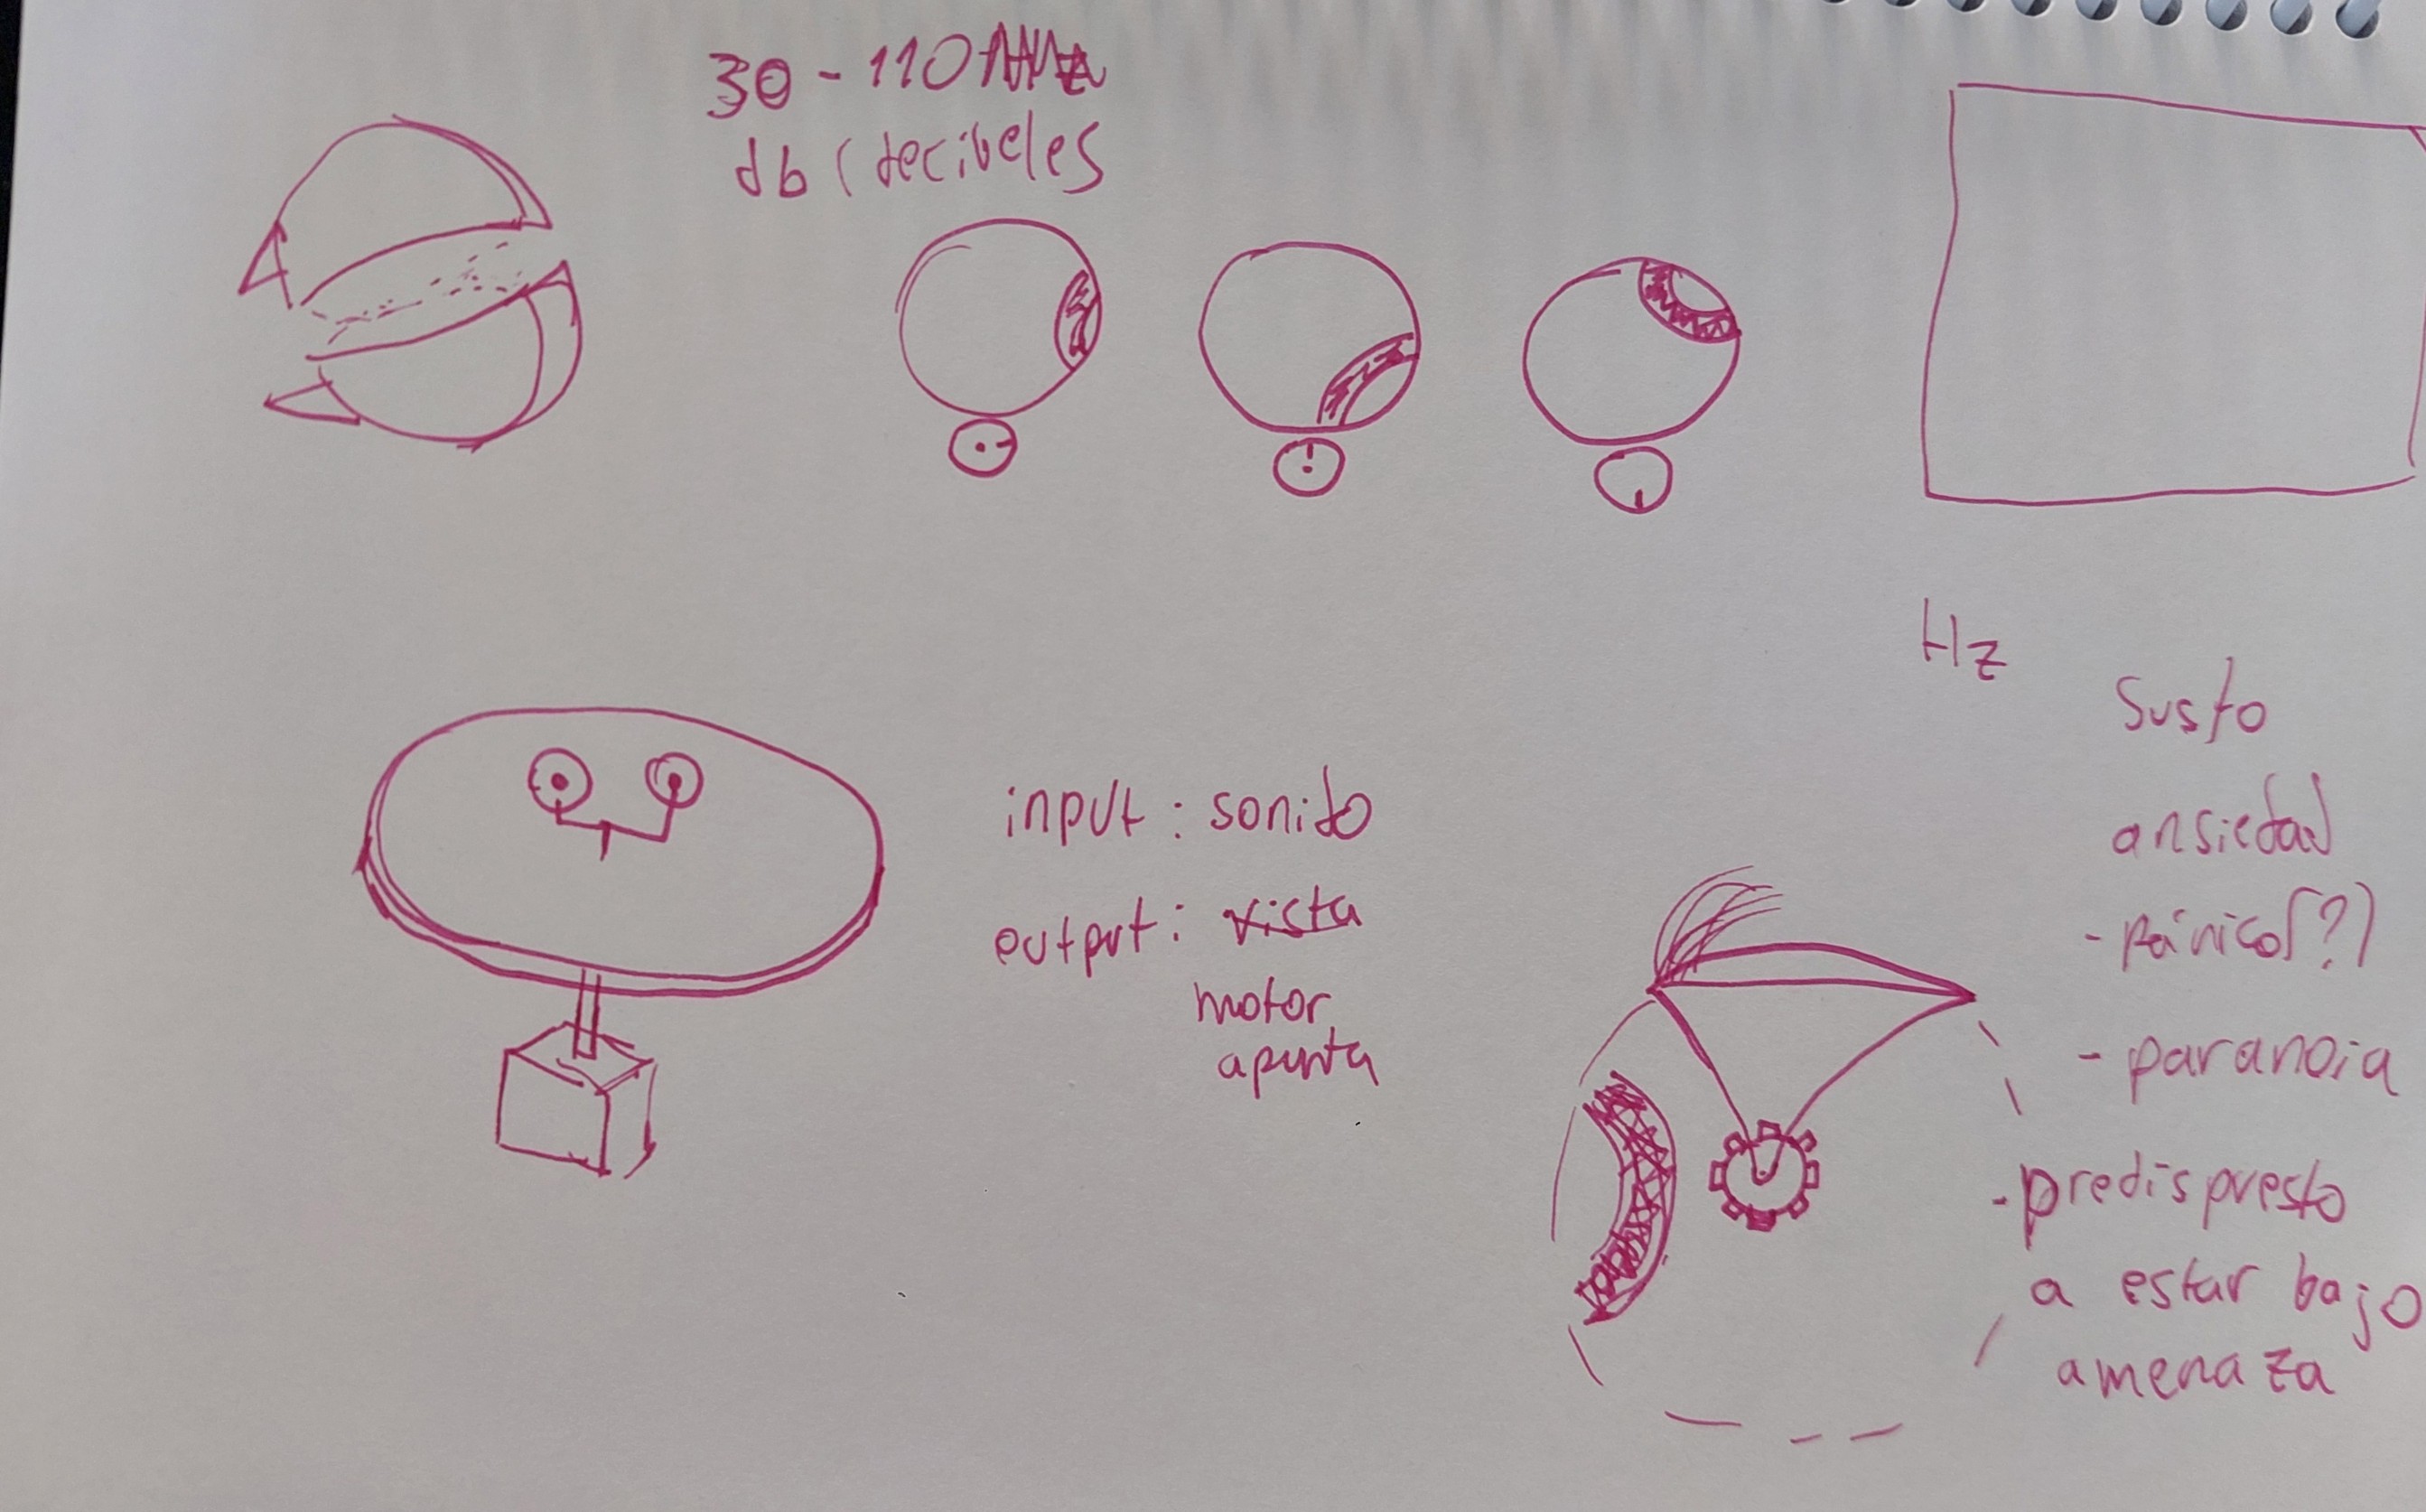 30 - 110
db (decibeles
Hz
susto
ansiedad
- pánico(?)
- paranoia
- predispuesto
a estar bajo
amenaza
input: sonido
output: vista
motor
apunta